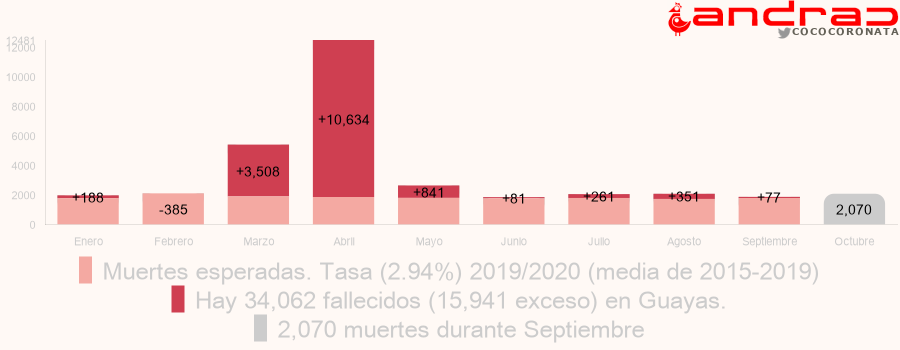 andrac
COCOCORONATA
12481
12000
10000
8000
6000
4000
2000
0
+188
-385
+3,508
+10,634
+841
+81
+261
+351
+77
2,070
Enero
Febrero
Marzo
Abril
Mayo
Junio
Julio
Agosto
Septiembre
Octubre
Muertes esperadas. Tasa (2.94%) 2019/2020 (media de 2015-2019)
Hay 34,062 fallecidos (15,941 exceso) en Guayas.
2,070 muertes durante Septiembre